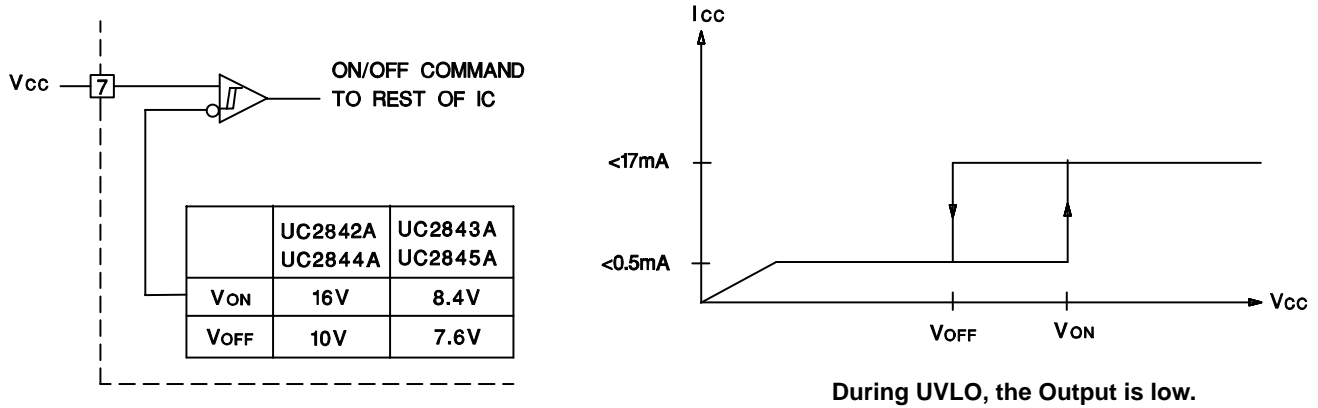 Vcc
7
ON/OFF COMMAND
TO REST OF IC
UC2842A UC2843A
UC2844A UC2845A
VON 16V 8.4V
VOFF 10V 7.6V
Icc
<17mA
<0.5mA
VOFF VON
Vcc
During UVLO, the Output is low.